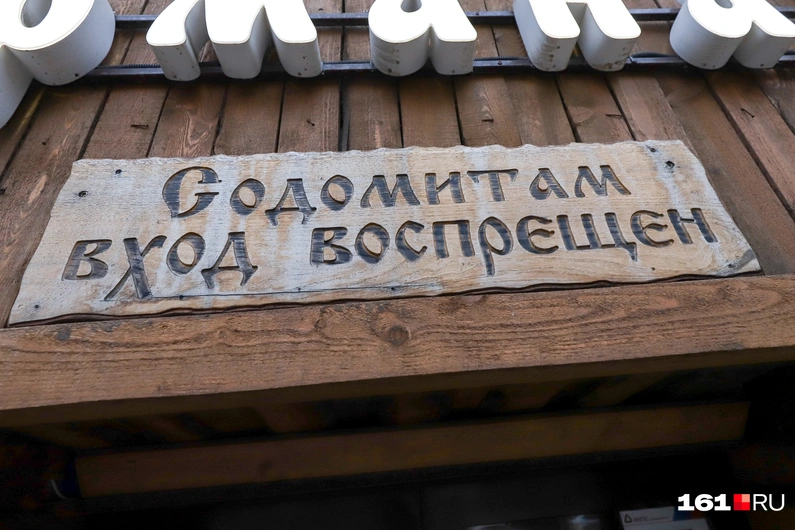 Содомитам
вход воспрещен
161.RU